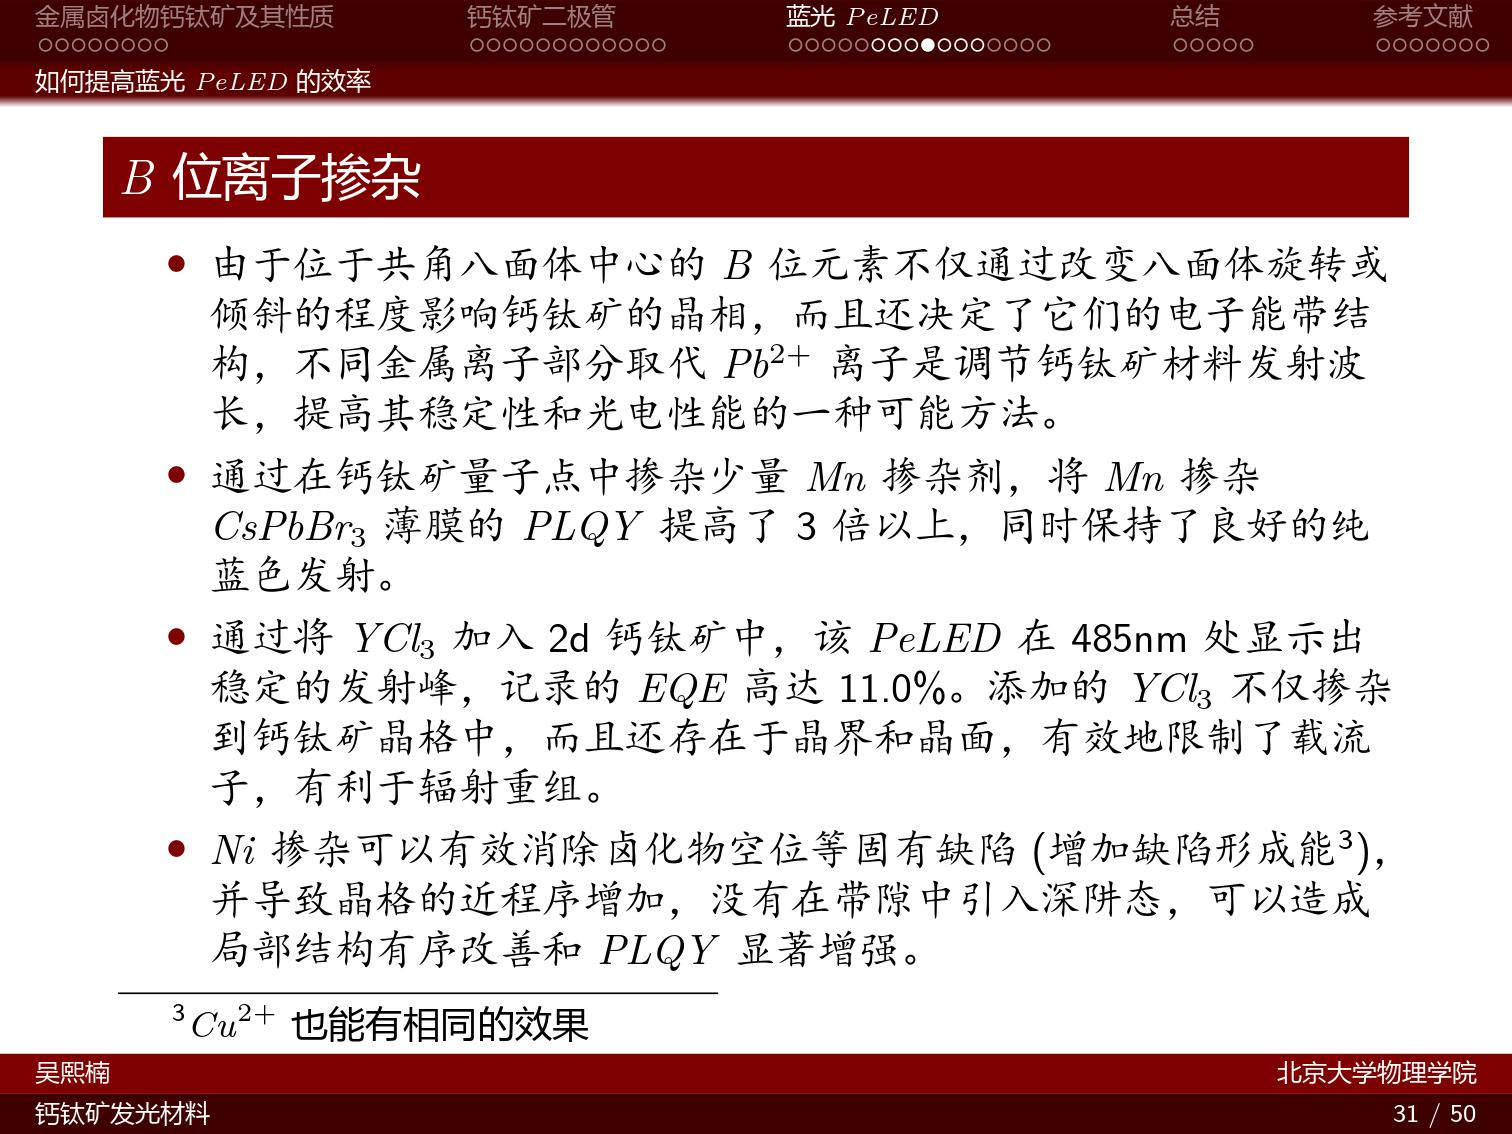 金属卤化物钙钛矿及其性质 钙钛矿二极管 蓝光 PeLED 总结 参考文献
如何提高蓝光 PeLED 的效率
B 位离子掺杂
• 由于位于共角八面体中心的 B 位元素不仅通过改变八面体旋转或
倾斜的程度影响钙钛矿的晶相，而且还决定了它们的电子能带结
构，不同金属离子部分取代 Pb²⁺ 离子是调节钙钛矿材料发射波
长，提高其稳定性和光电性能的一种可能方法。
• 通过在钙钛矿量子点中掺杂少量 Mn 掺杂剂，将 Mn 掺杂
CsPbBr₃ 薄膜的 PLQY 提高了 3 倍以上，同时保持了良好的纯
蓝色发射。
• 通过将 YCl₃ 加入 2d 钙钛矿中，该 PeLED 在 485nm 处显示出
稳定的发射峰，记录的 EQE 高达 11.0%。添加的 YCl₃ 不仅掺杂
到钙钛矿晶格中，而且还存在于晶界和晶面，有效地限制了载流
子，有利于辐射重组。
• Ni 掺杂可以有效消除卤化物空位等固有缺陷 (增加缺陷形成能³)，
并导致晶格的近程序增加，没有在带隙中引入深阱态，可以造成
局部结构有序改善和 PLQY 显著增强。
³ Cu²⁺ 也能有相同的效果
吴熙楠 北京大学物理学院
钙钛矿发光材料 31 / 50